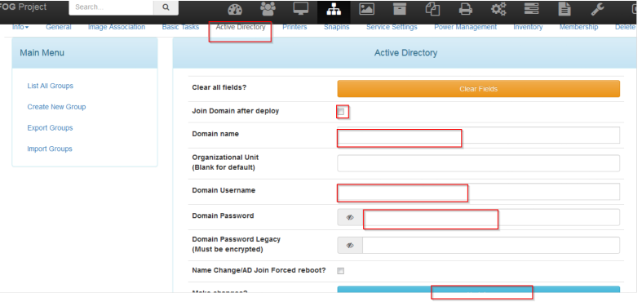 FOG Project
Search...
Info General Image Association Basic Tasks Active Directory Printers Snapins Service Settings Power Management Inventory Membership Delete
Main Menu
List All Groups
Create New Group
Export Groups
Import Groups
Active Directory
Clear all fields?
Clear Fields
Join Domain after deploy
Domain name
Organizational Unit
(Blank for default)
Domain Username
Domain Password
Domain Password Legacy
(Must be encrypted)
Name Change/AD Join Forced reboot?
Make changes?